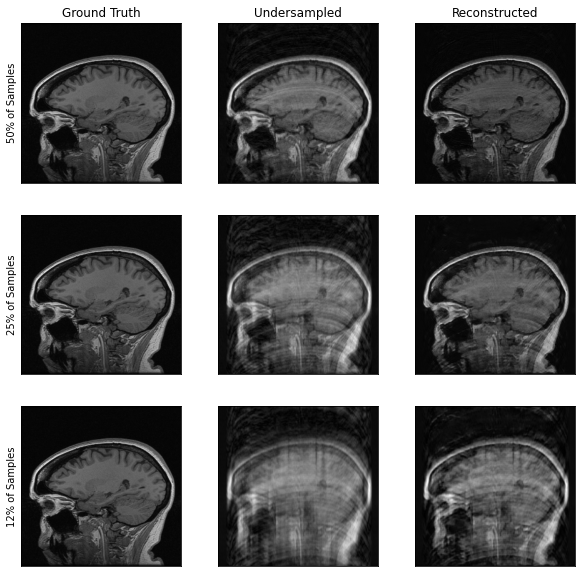 Ground Truth
Undersampled
Reconstructed
50% of Samples
25% of Samples
12% of Samples